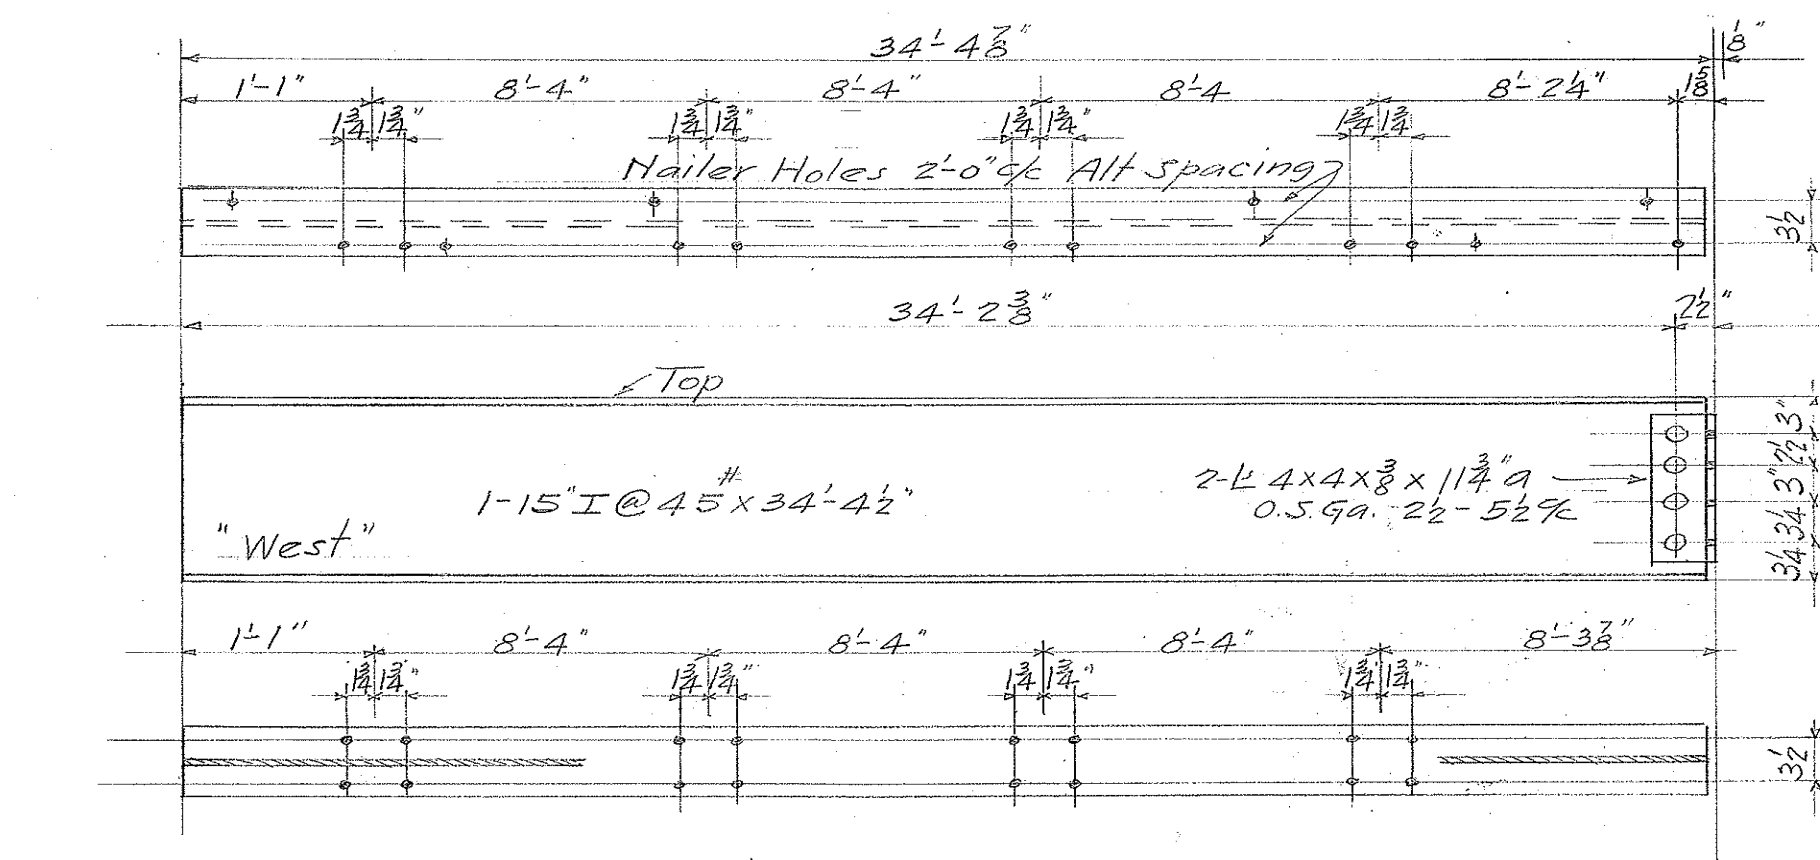 34'-4 7/8" 1/8"
1'-1" 8'-4" 8'-4" 8'-4 8'-2 1/4" 1 5/8
1 3/4 1 3/4" 1 3/4 1 3/4" 1 3/4 1 3/4" 1 3/4 1 3/4
Nailer Holes 2'-0" c/c Alt spacing
3 1/2
34'-2 3/8" 2 1/2"
Top
1-15" I @ 45# x 34'-4 1/2"
"West"
2-L 4x4x 3/8 x 11 3/4" a
O.S.Ga. 2 1/2 - 5 1/2 c/c
3"
2 1/2
3"
3 1/4
3 1/4
1'-1" 8'-4" 8'-4" 8'-4" 8'-3 7/8"
1 3/4 1 3/4" 1 3/4 1 3/4" 1 3/4 1 3/4" 1 3/4 1 3/4"
3 1/2